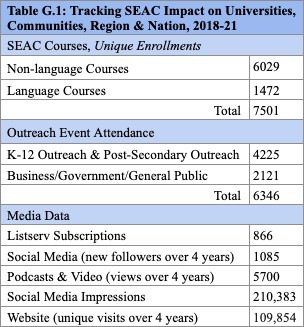 Table G.1: Tracking SEAC Impact on Universities,
Communities, Region & Nation, 2018-21
SEAC Courses, Unique Enrollments
Non-language Courses 6029
Language Courses 1472
Total 7501
Outreach Event Attendance
K-12 Outreach & Post-Secondary Outreach 4225
Business/Government/General Public 2121
Total 6346
Media Data
Listserv Subscriptions 866
Social Media (new followers over 4 years) 1085
Podcasts & Video (views over 4 years) 5700
Social Media Impressions 210,383
Website (unique visits over 4 years) 109,854